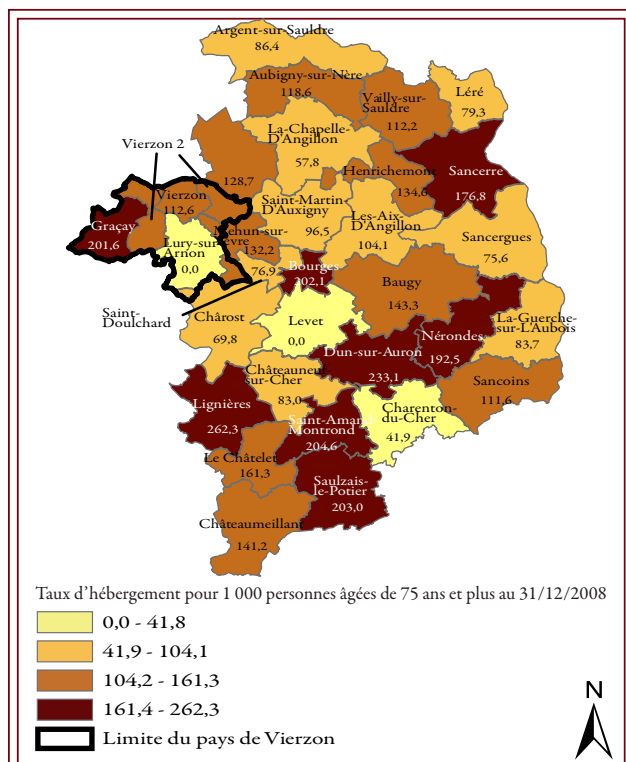 Argent-sur-Sauldre
86,4
Aubigny-sur-Nère
118,6
Vailly-sur-
Sauldre
112,2
Léré
79,3
La-Chapelle-
D'Angillon
57,8
Vierzon 2
128,7
Henrichemont
134,6
Sancerre
176,8
Vierzon
112,6
Graçay
201,6
Saint-Martin-
D'Auxigny
96,5
Les-Aix-
D'Angillon
104,1
Mehun-sur-
Yèvre
132,2
Lury-sur-
Arnon
0,0
Sancergues
75,6
76,9
Bourges
202,1
Baugy
143,3
Saint-
Doulchard
Chârost
69,8
Levet
0,0
La-Guerche-
sur-L'Aubois
83,7
Nérondes
192,5
Dun-sur-Auron
233,1
Châteauneuf-
sur-Cher
83,0
Sancoins
111,6
Lignières
262,3
Charenton-
du-Cher
41,9
Saint-Amand-
Montrond
204,6
Le Châtelet
161,3
Saulzais-
le-Potier
203,0
Châteaumeillant
141,2
Taux d'hébergement pour 1 000 personnes âgées de 75 ans et plus au 31/12/2008
0,0 - 41,8
41,9 - 104,1
104,2 - 161,3
161,4 - 262,3
Limite du pays de Vierzon
N